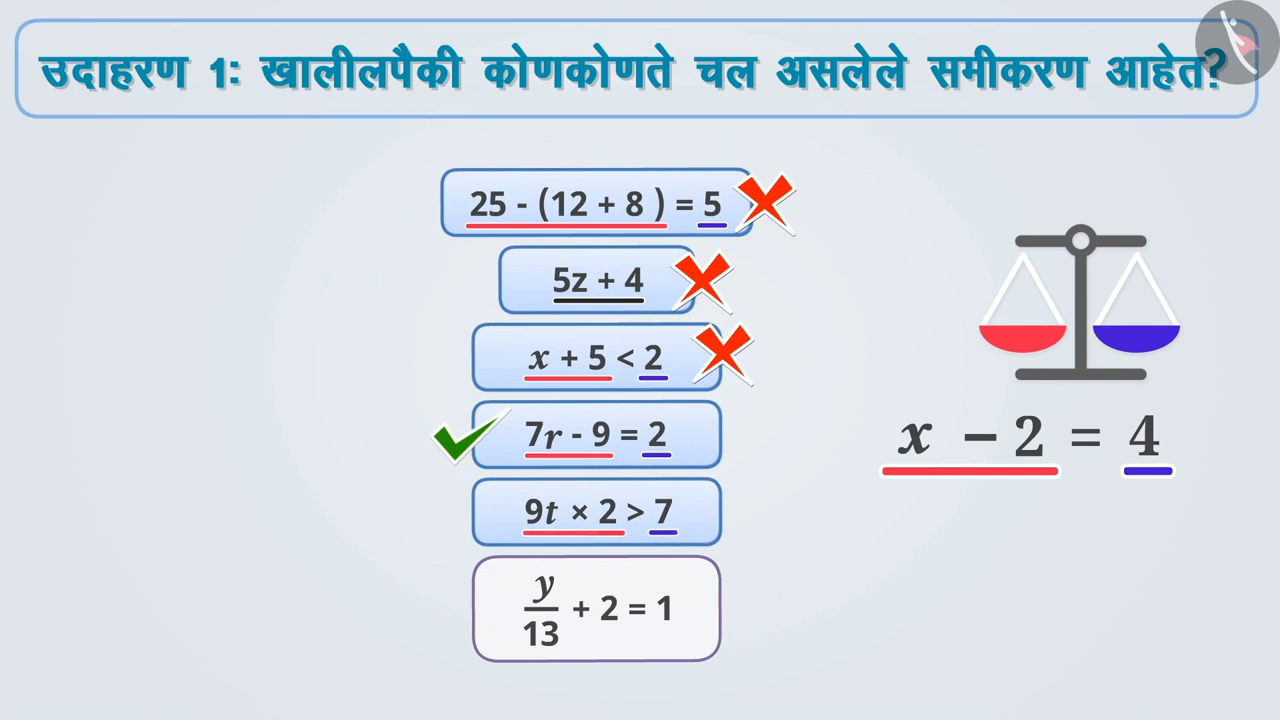 उदाहरण 1: खालीलपैकी कोणकोणते चल असलेले समीकरण आहेत?
25 - (12 + 8 ) = 5
5z + 4
x + 5 < 2
7r - 9 = 2
9t × 2 > 7
y/13 + 2 = 1
x − 2 = 4